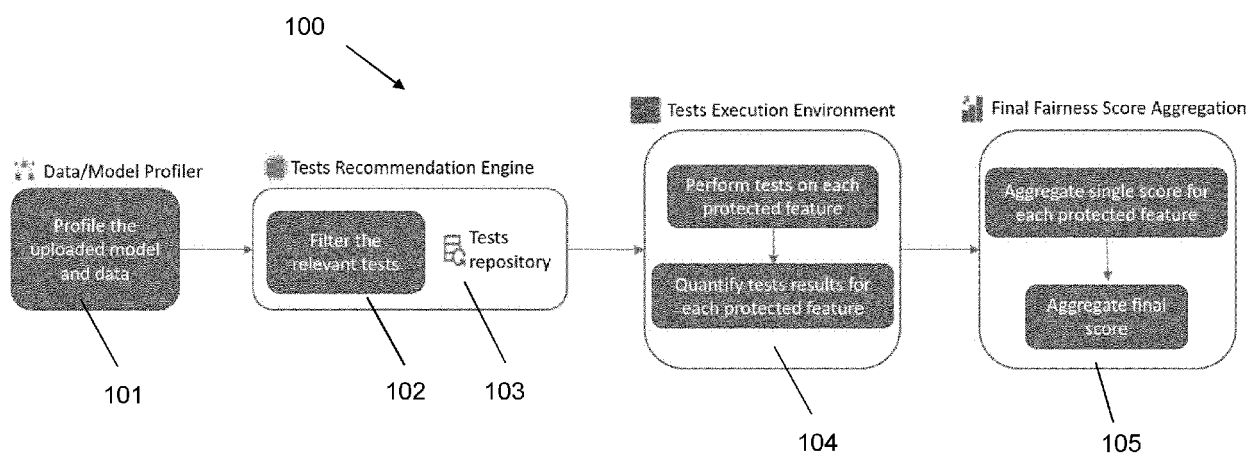 100
Data/Model Profiler
Profile the
uploaded model
and data
101
Tests Recommendation Engine
Filter the
relevant tests
Tests
repository
102
103
Tests Execution Environment
Perform tests on each
protected feature
Quantify tests results for
each protected feature
104
Final Fairness Score Aggregation
Aggregate single score for
each protected feature
Aggregate final
score
105